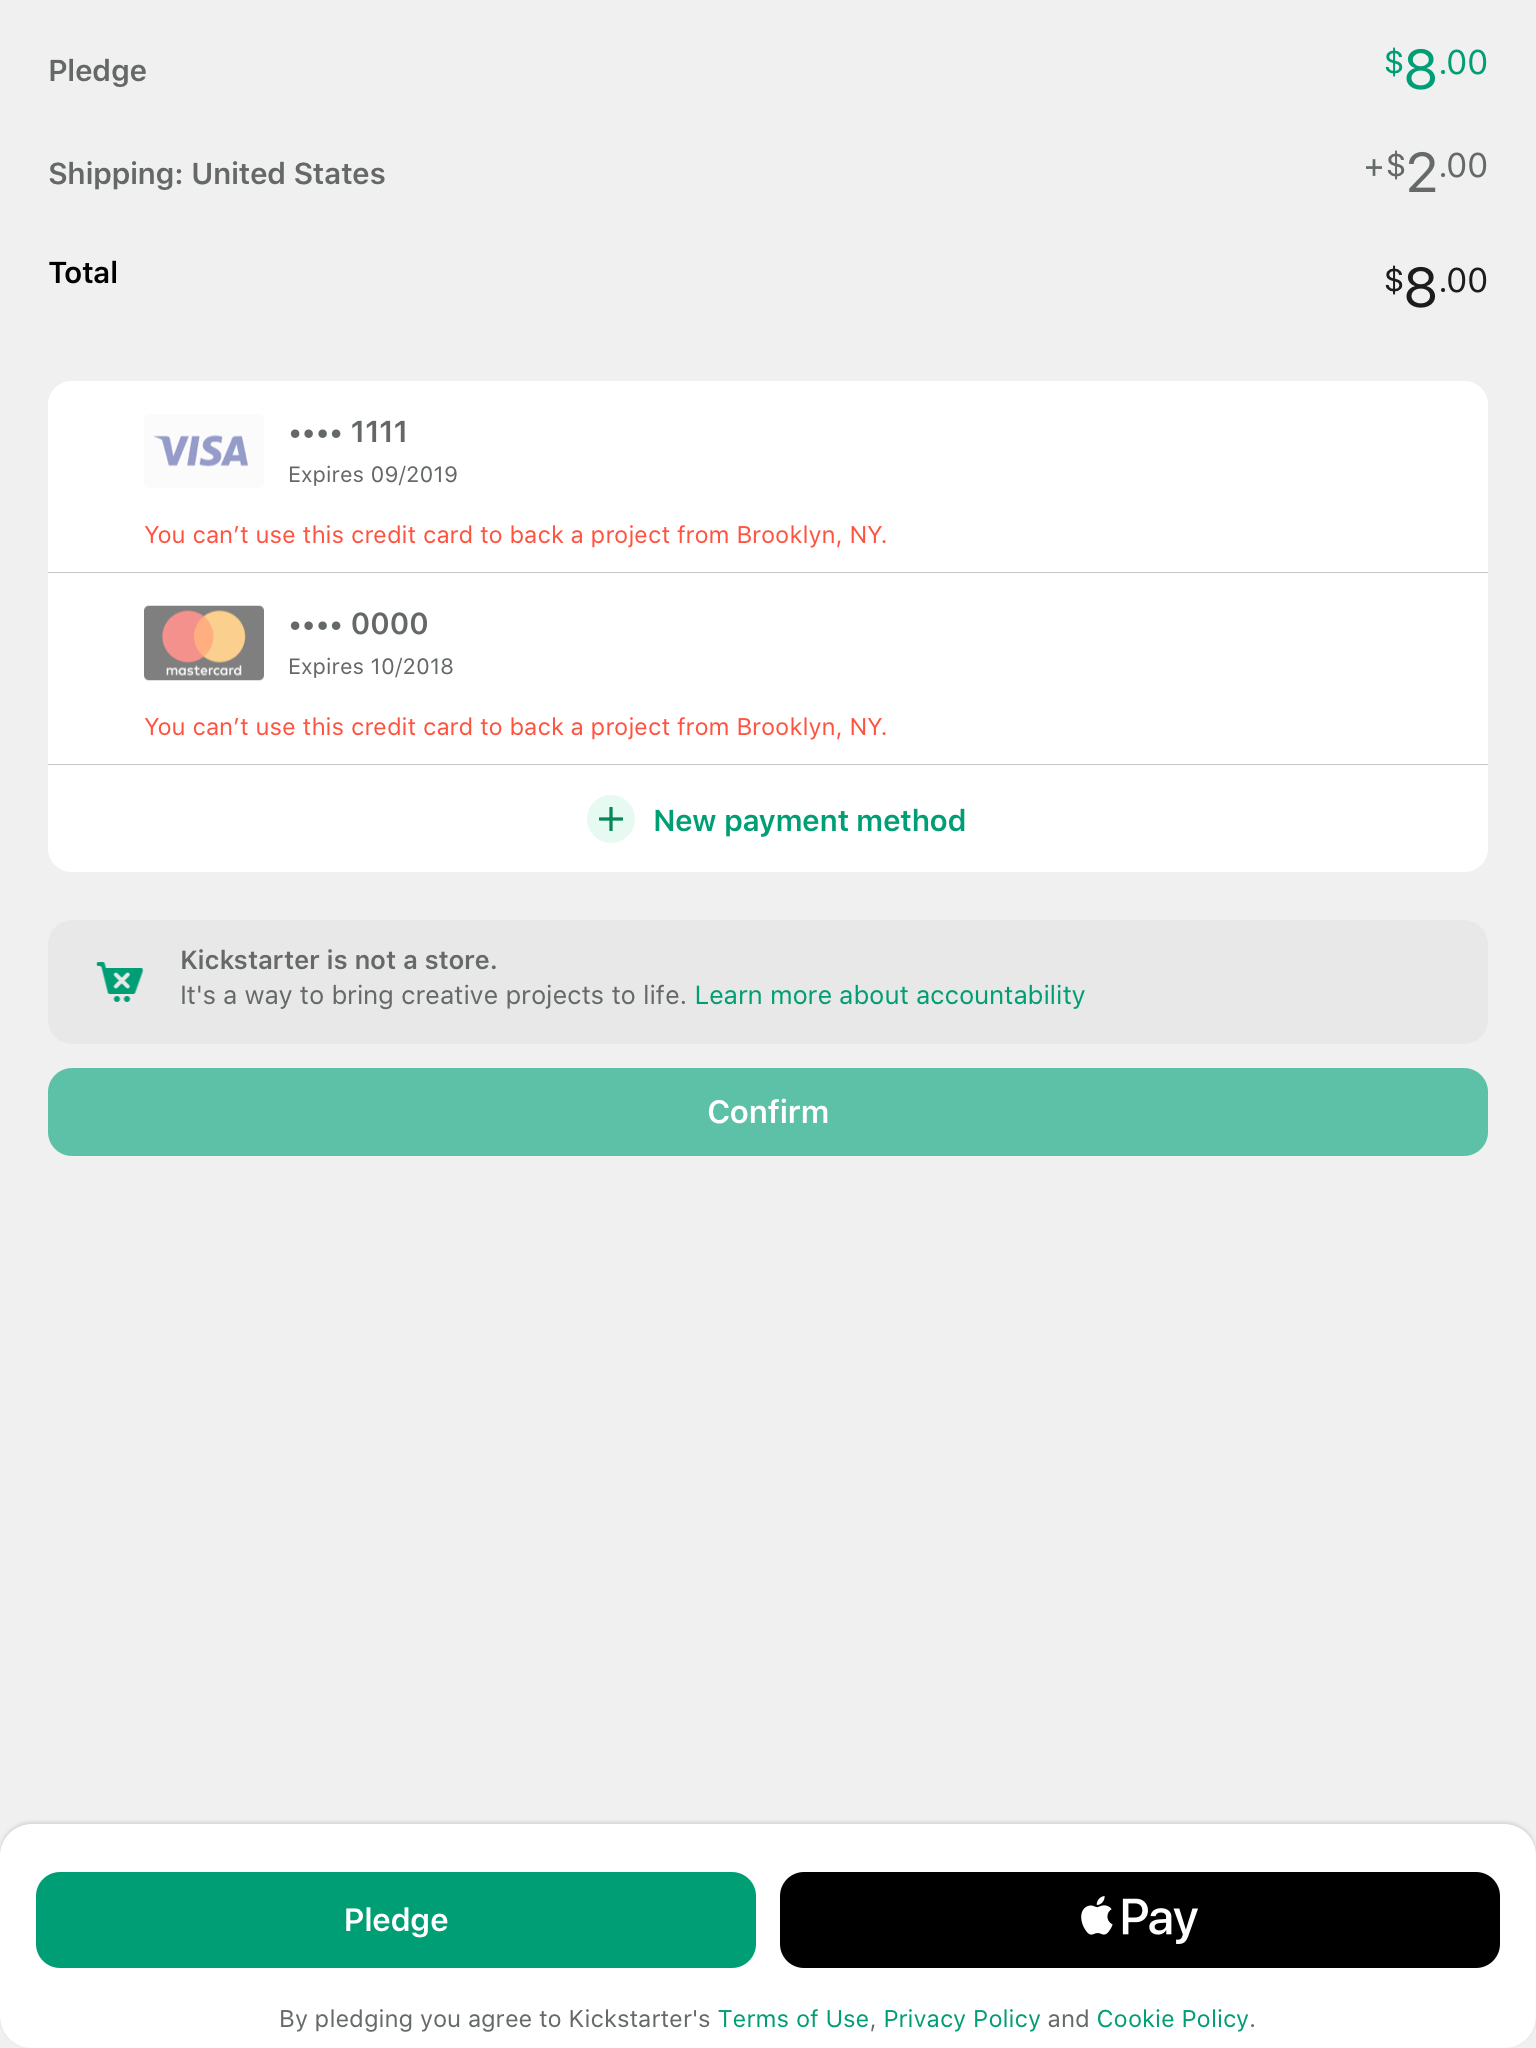 Pledge $8.00
Shipping: United States +$2.00
Total $8.00
VISA •••• 1111
Expires 09/2019
You can’t use this credit card to back a project from Brooklyn, NY.
mastercard •••• 0000
Expires 10/2018
You can’t use this credit card to back a project from Brooklyn, NY.
+ New payment method
Kickstarter is not a store.
It's a way to bring creative projects to life. Learn more about accountability
Confirm
Pledge Pay
By pledging you agree to Kickstarter's Terms of Use, Privacy Policy and Cookie Policy.